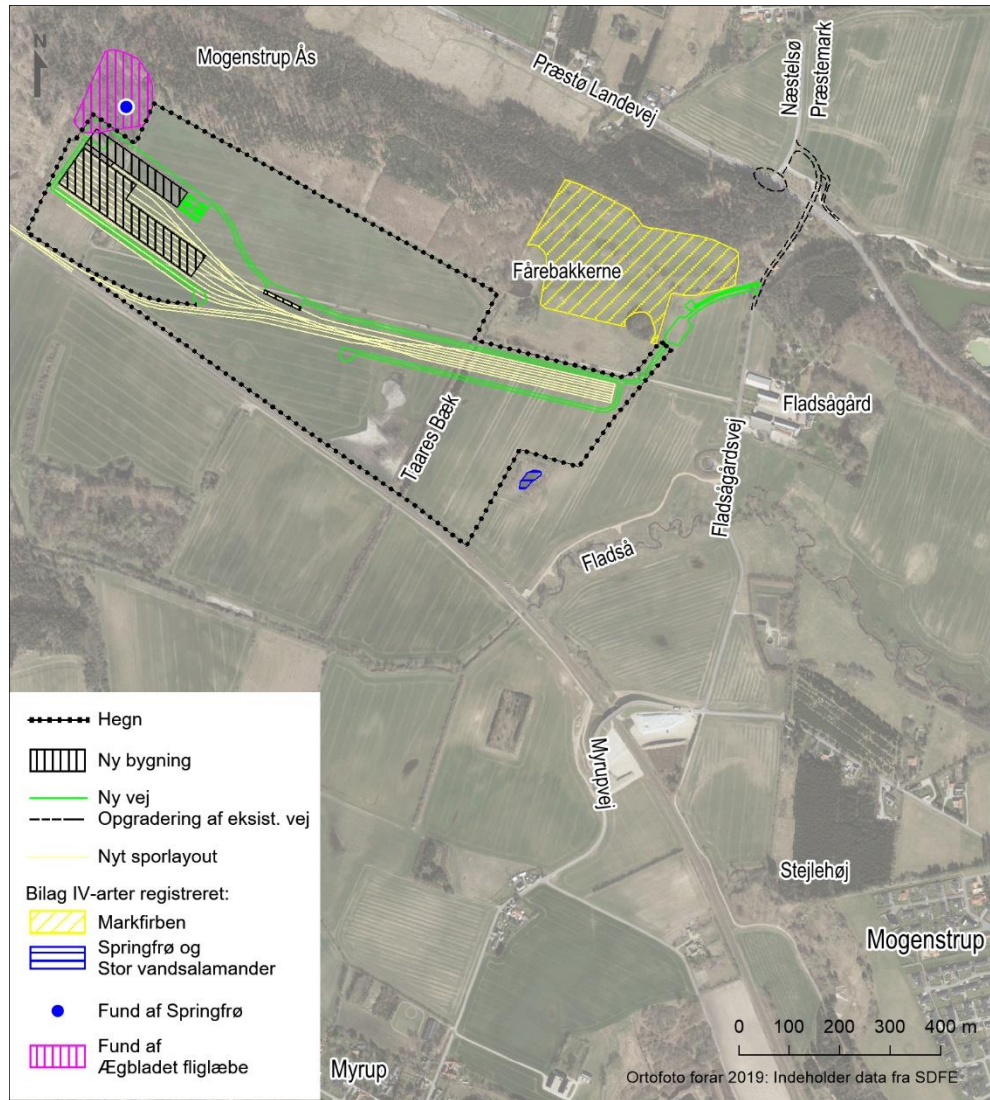 N
Mogenstrup Ås
Præstø Landevej
Næstelsø
Præstemark
Fårebakkerne
Taares Bæk
Fladsågård
Fladsågårdsvej
Fladså
Myrupvej
Stejlehøj
Mogenstrup
Myrup
Hegn
Ny bygning
Ny vej
Opgradering af eksist. vej
Nyt sporlayout
Bilag IV-arter registreret:
Markfirben
Springfrø og
Stor vandsalamander
Fund af Springfrø
Fund af
Ægbladet fliglæbe
0 100 200 300 400 m
Ortofoto forår 2019: Indeholder data fra SDFE